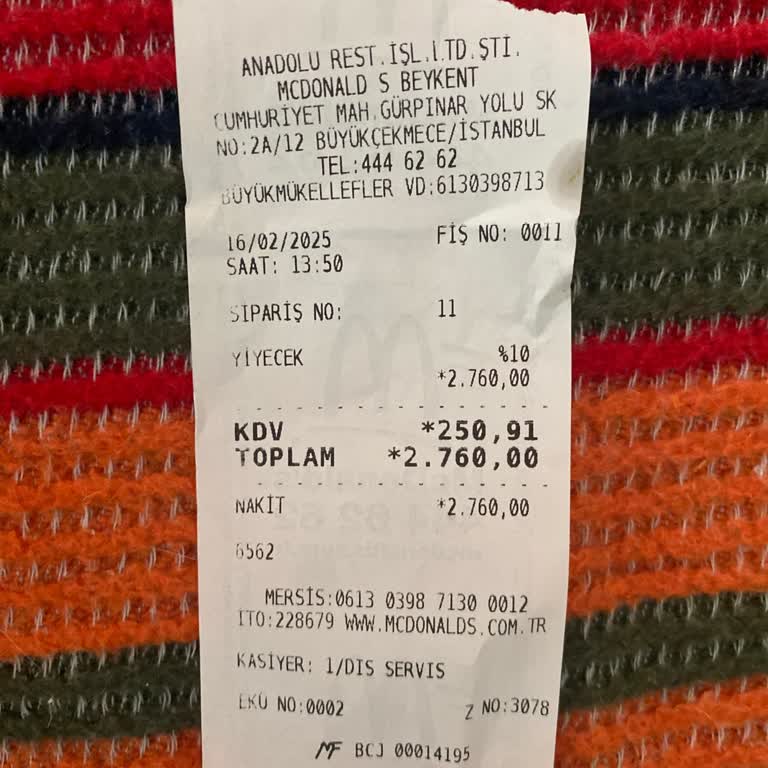 ANADOLU REST.İŞL.LTD.ŞTİ.
MCDONALD S BEYKENT
CUMHURİYET MAH.GÜRPINAR YOLU SK
NO:2A/12 BÜYÜKÇEKMECE/İSTANBUL
TEL:444 62 62
BÜYÜKMÜKELLEFLER VD:6130398713
16/02/2025 FİŞ NO: 0011
SAAT: 13:50
SİPARİŞ NO: 11
YİYECEK %10
*2.760,00
KDV *250,91
TOPLAM *2.760,00
NAKİT *2.760,00
6562
MERSİS:0613 0398 7130 0012
ITO:228679 WWW.MCDONALDS.COM.TR
KASİYER: 1/DIS SERVIS
EKÜ NO:0002 Z NO:3078
MF BCJ 00014195